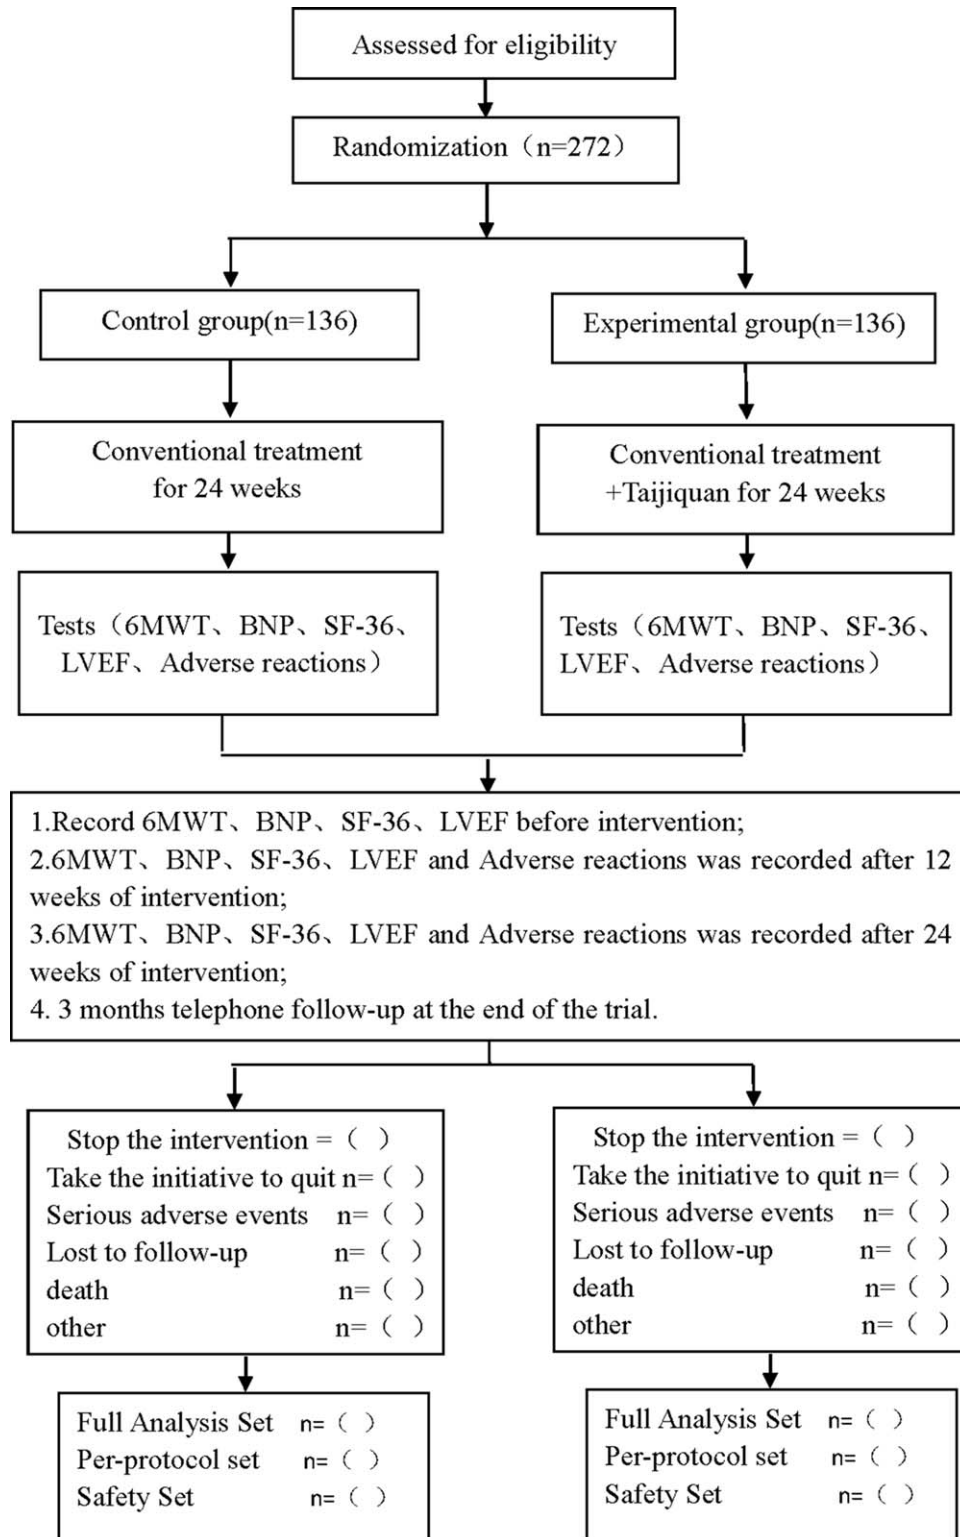 Assessed for eligibility
Randomization（n=272）
Control group(n=136)
Experimental group(n=136)
Conventional treatment
for 24 weeks
Conventional treatment
+Taijiquan for 24 weeks
Tests（6MWT、BNP、SF-36、
LVEF、Adverse reactions）
Tests（6MWT、BNP、SF-36、
LVEF、Adverse reactions）
1.Record 6MWT、BNP、SF-36、LVEF before intervention;
2.6MWT、BNP、SF-36、LVEF and Adverse reactions was recorded after 12
weeks of intervention;
3.6MWT、BNP、SF-36、LVEF and Adverse reactions was recorded after 24
weeks of intervention;
4. 3 months telephone follow-up at the end of the trial.
Stop the intervention =（ ）
Take the initiative to quit n=（ ）
Serious adverse events n=（ ）
Lost to follow-up n=（ ）
death n=（ ）
other n=（ ）
Stop the intervention =（ ）
Take the initiative to quit n=（ ）
Serious adverse events n=（ ）
Lost to follow-up n=（ ）
death n=（ ）
other n=（ ）
Full Analysis Set n=（ ）
Per-protocol set n=（ ）
Safety Set n=（ ）
Full Analysis Set n=（ ）
Per-protocol set n=（ ）
Safety Set n=（ ）